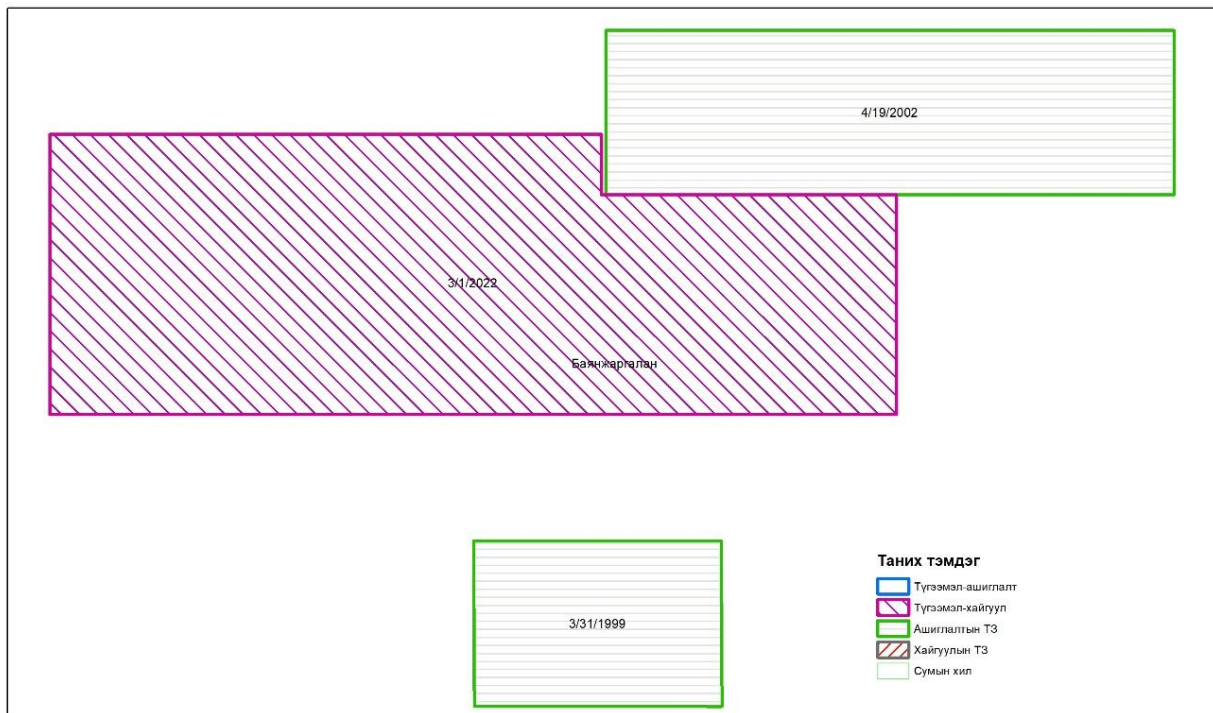 4/19/2002
3/1/2022
Баянжаргалан
3/31/1999
Таних тэмдэг
Түгээмэл-ашиглалт
Түгээмэл-хайгуул
Ашиглалтын ТЗ
Хайгуулын ТЗ
Сумын хил